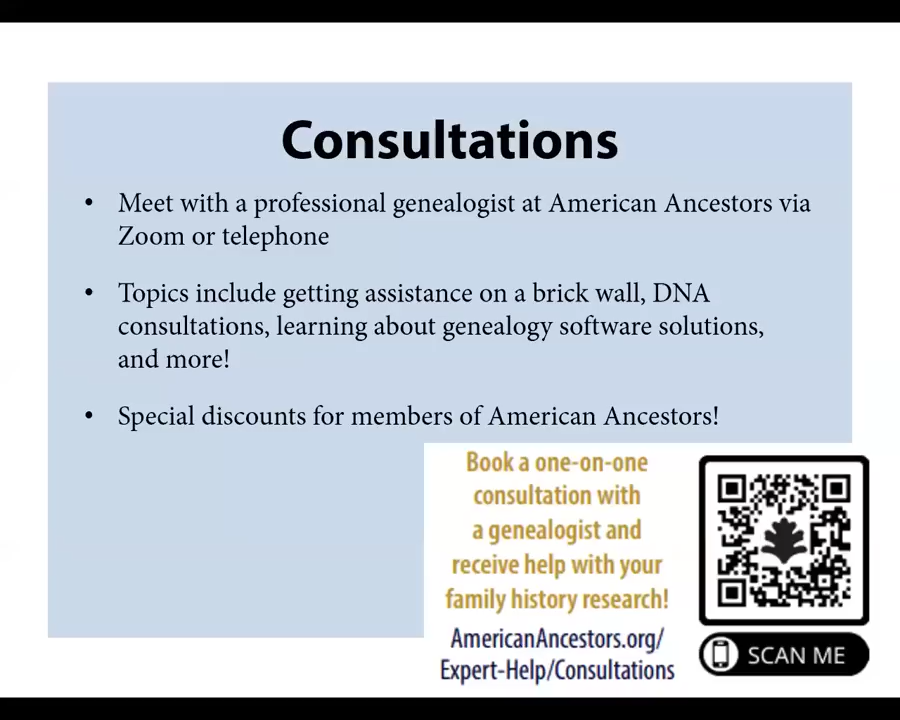 Consultations
• Meet with a professional genealogist at American Ancestors via
Zoom or telephone
• Topics include getting assistance on a brick wall, DNA
consultations, learning about genealogy software solutions,
and more!
• Special discounts for members of American Ancestors!
Book a one-on-one
consultation with
a genealogist and
receive help with your
family history research!
AmericanAncestors.org/
Expert-Help/Consultations
SCAN ME